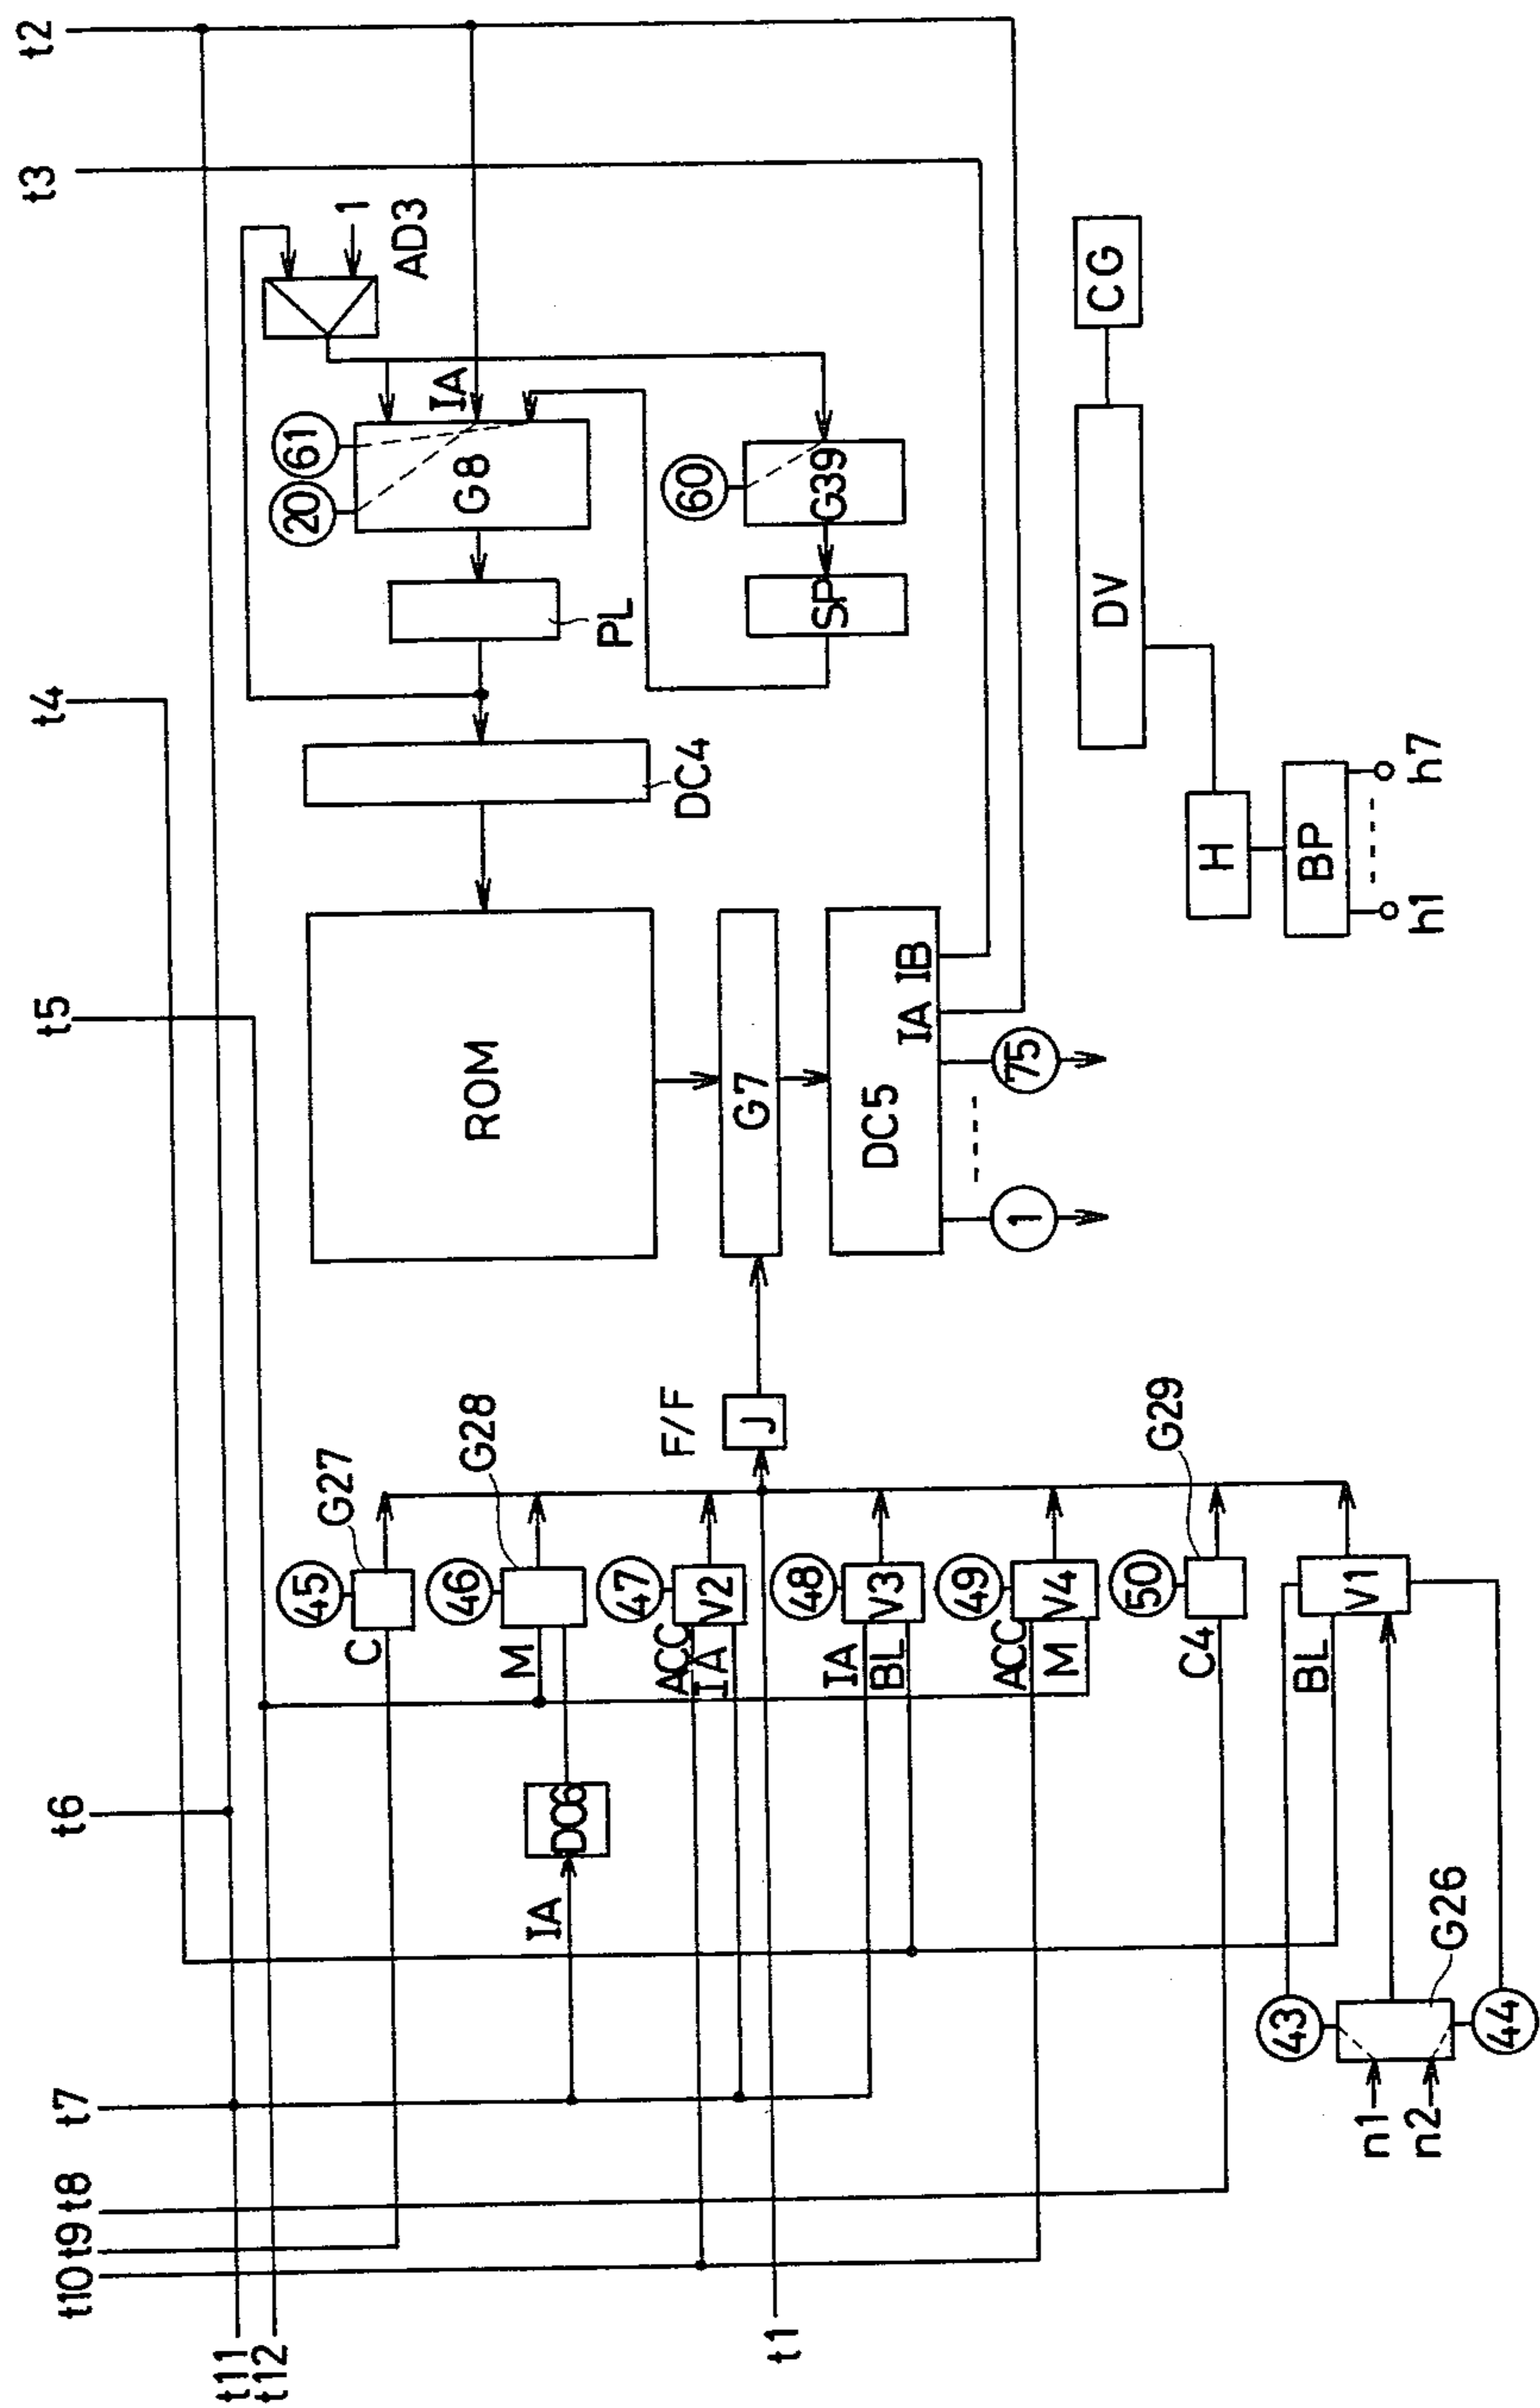 t10
t9
t8
t7
t6
t5
t4
t3
t2
t11
t12
45
C
G27
46
M
G28
DC6
IA
47
ACC
IA
V2
48
IA
BL
V3
49
ACC
M
V4
50
C4
G29
43
44
n1
n2
G26
BL
V1
t1
F/F
J
ROM
G7
DC5
IA
IB
1
75
DC4
PL
20
61
G8
IA
AD3
1
60
G39
SP
H
BP
h1
h7
DV
CG